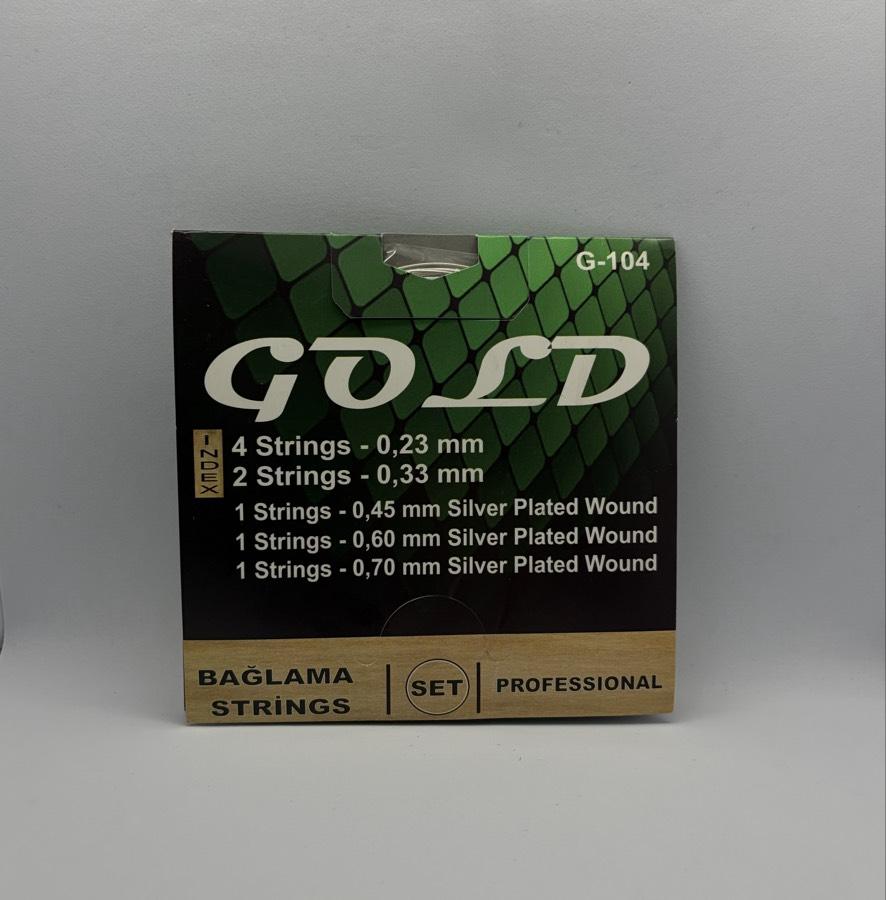 G-104
GOLD
INDEX
4 Strings - 0,23 mm
2 Strings - 0,33 mm
1 Strings - 0,45 mm Silver Plated Wound
1 Strings - 0,60 mm Silver Plated Wound
1 Strings - 0,70 mm Silver Plated Wound
BAĞLAMA
STRİNGS
SET
PROFESSIONAL